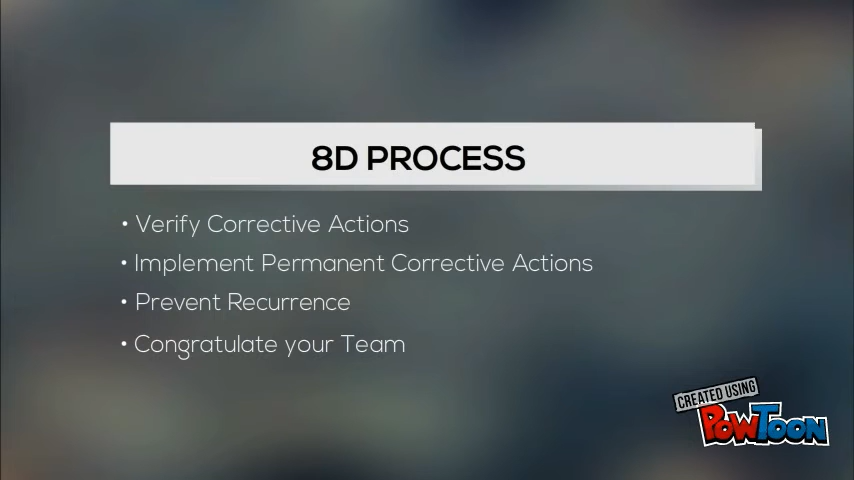 8D PROCESS
• Verify Corrective Actions
• Implement Permanent Corrective Actions
• Prevent Recurrence
• Congratulate your Team
CREATED USING
POWTOON